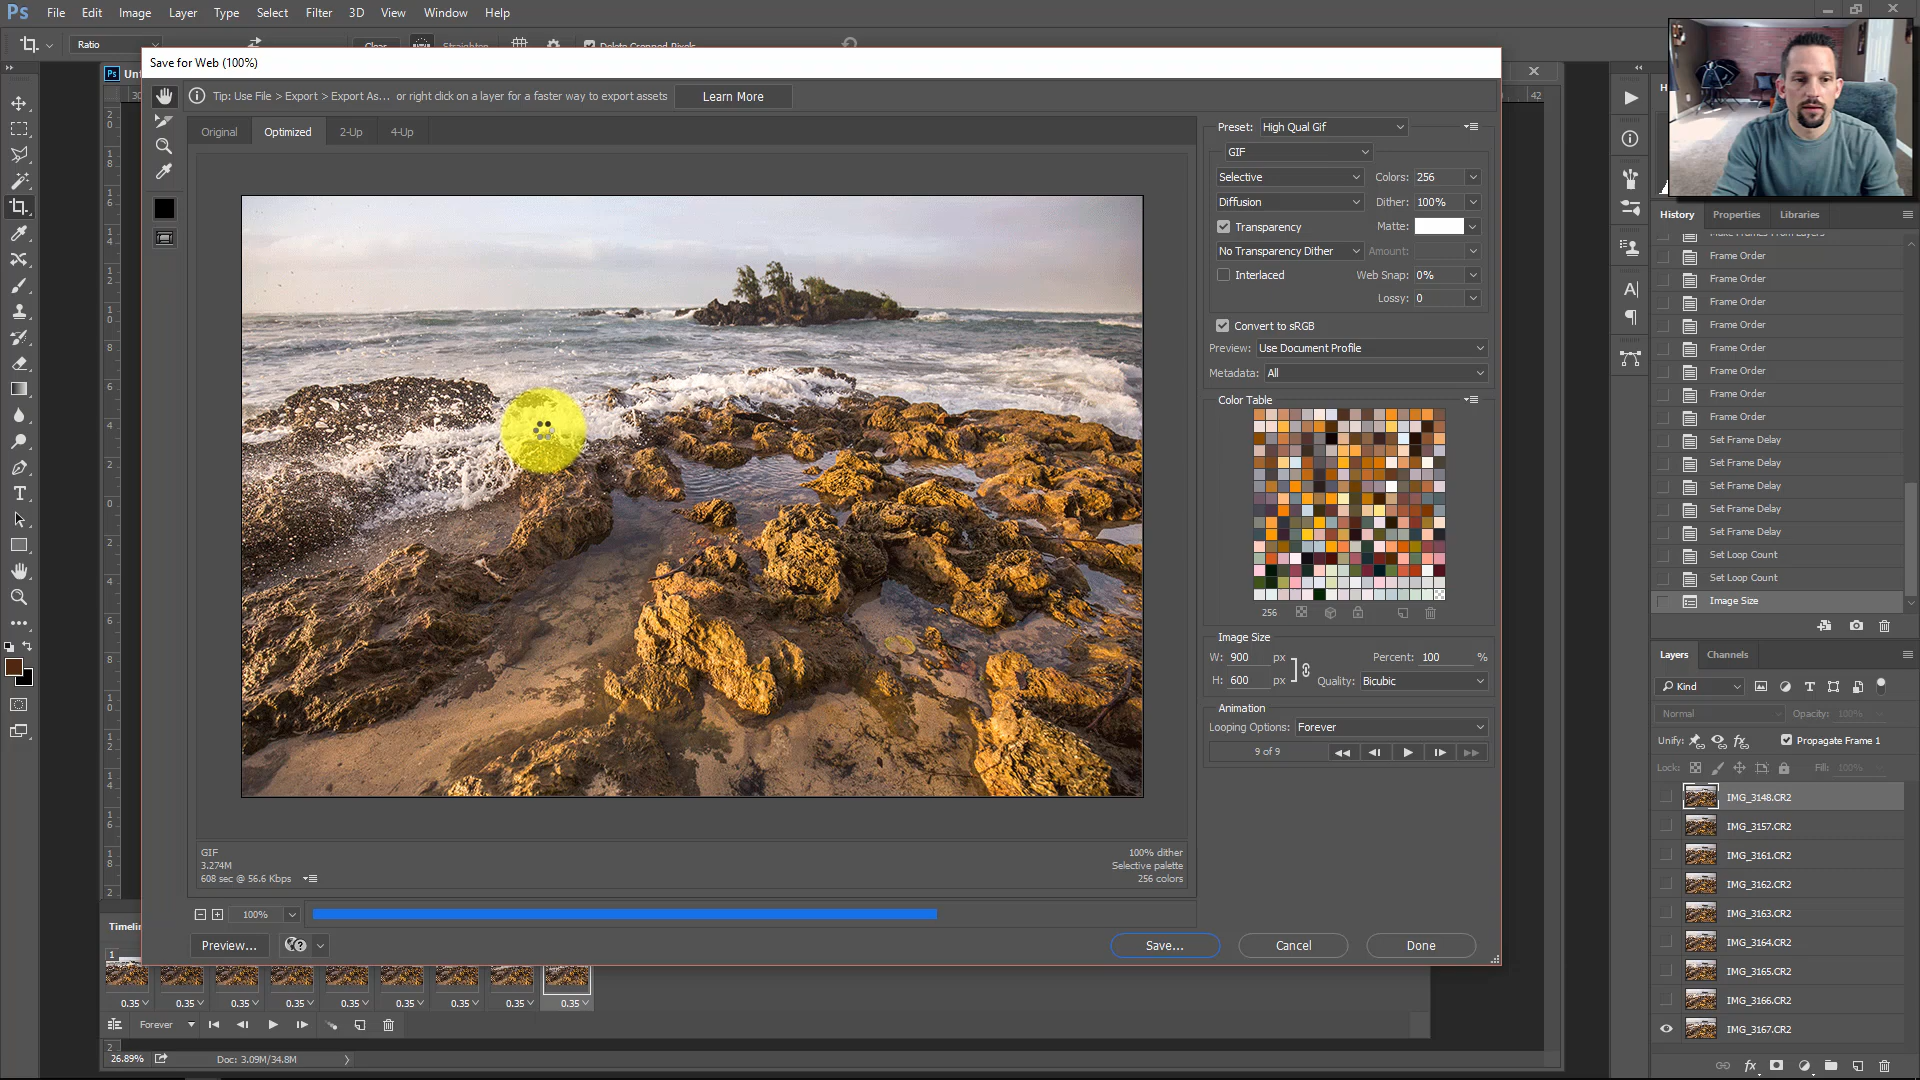 Ps File Edit Image Layer Type Select Filter 3D View Window Help
Ratio Clear Straighten Delete Cropped Pixels
Save for Web (100%)
Ps Unt
Tip: Use File > Export > Export As... or right click on a layer for a faster way to export assets Learn More
Original Optimized 2-Up 4-Up
Preset: High Qual Gif
GIF
Selective Colors: 256
Diffusion Dither: 100%
Transparency Matte:
No Transparency Dither Amount:
Interlaced Web Snap: 0%
Lossy: 0
Convert to sRGB
Preview: Use Document Profile
Metadata: All
Color Table
256
Image Size
W: 900 px Percent: 100 %
H: 600 px Quality: Bicubic
Animation
Looping Options: Forever
9 of 9
GIF
3.274M
608 sec @ 56.6 Kbps
100% dither
Selective palette
256 colors
100%
Preview... Save... Cancel Done
Timelin
1
0.35 0.35 0.35 0.35 0.35 0.35 0.35 0.35 0.35
Forever
26.89% Doc: 3.09M/34.8M
42
History Properties Libraries
Make Frames From Layers
Frame Order
Frame Order
Frame Order
Frame Order
Frame Order
Frame Order
Frame Order
Frame Order
Set Frame Delay
Set Frame Delay
Set Frame Delay
Set Frame Delay
Set Frame Delay
Set Loop Count
Set Loop Count
Image Size
Layers Channels
Kind
Normal Opacity: 100%
Unify: Propagate Frame 1
Lock: Fill: 100%
IMG_3148.CR2
IMG_3157.CR2
IMG_3161.CR2
IMG_3162.CR2
IMG_3163.CR2
IMG_3164.CR2
IMG_3165.CR2
IMG_3166.CR2
IMG_3167.CR2